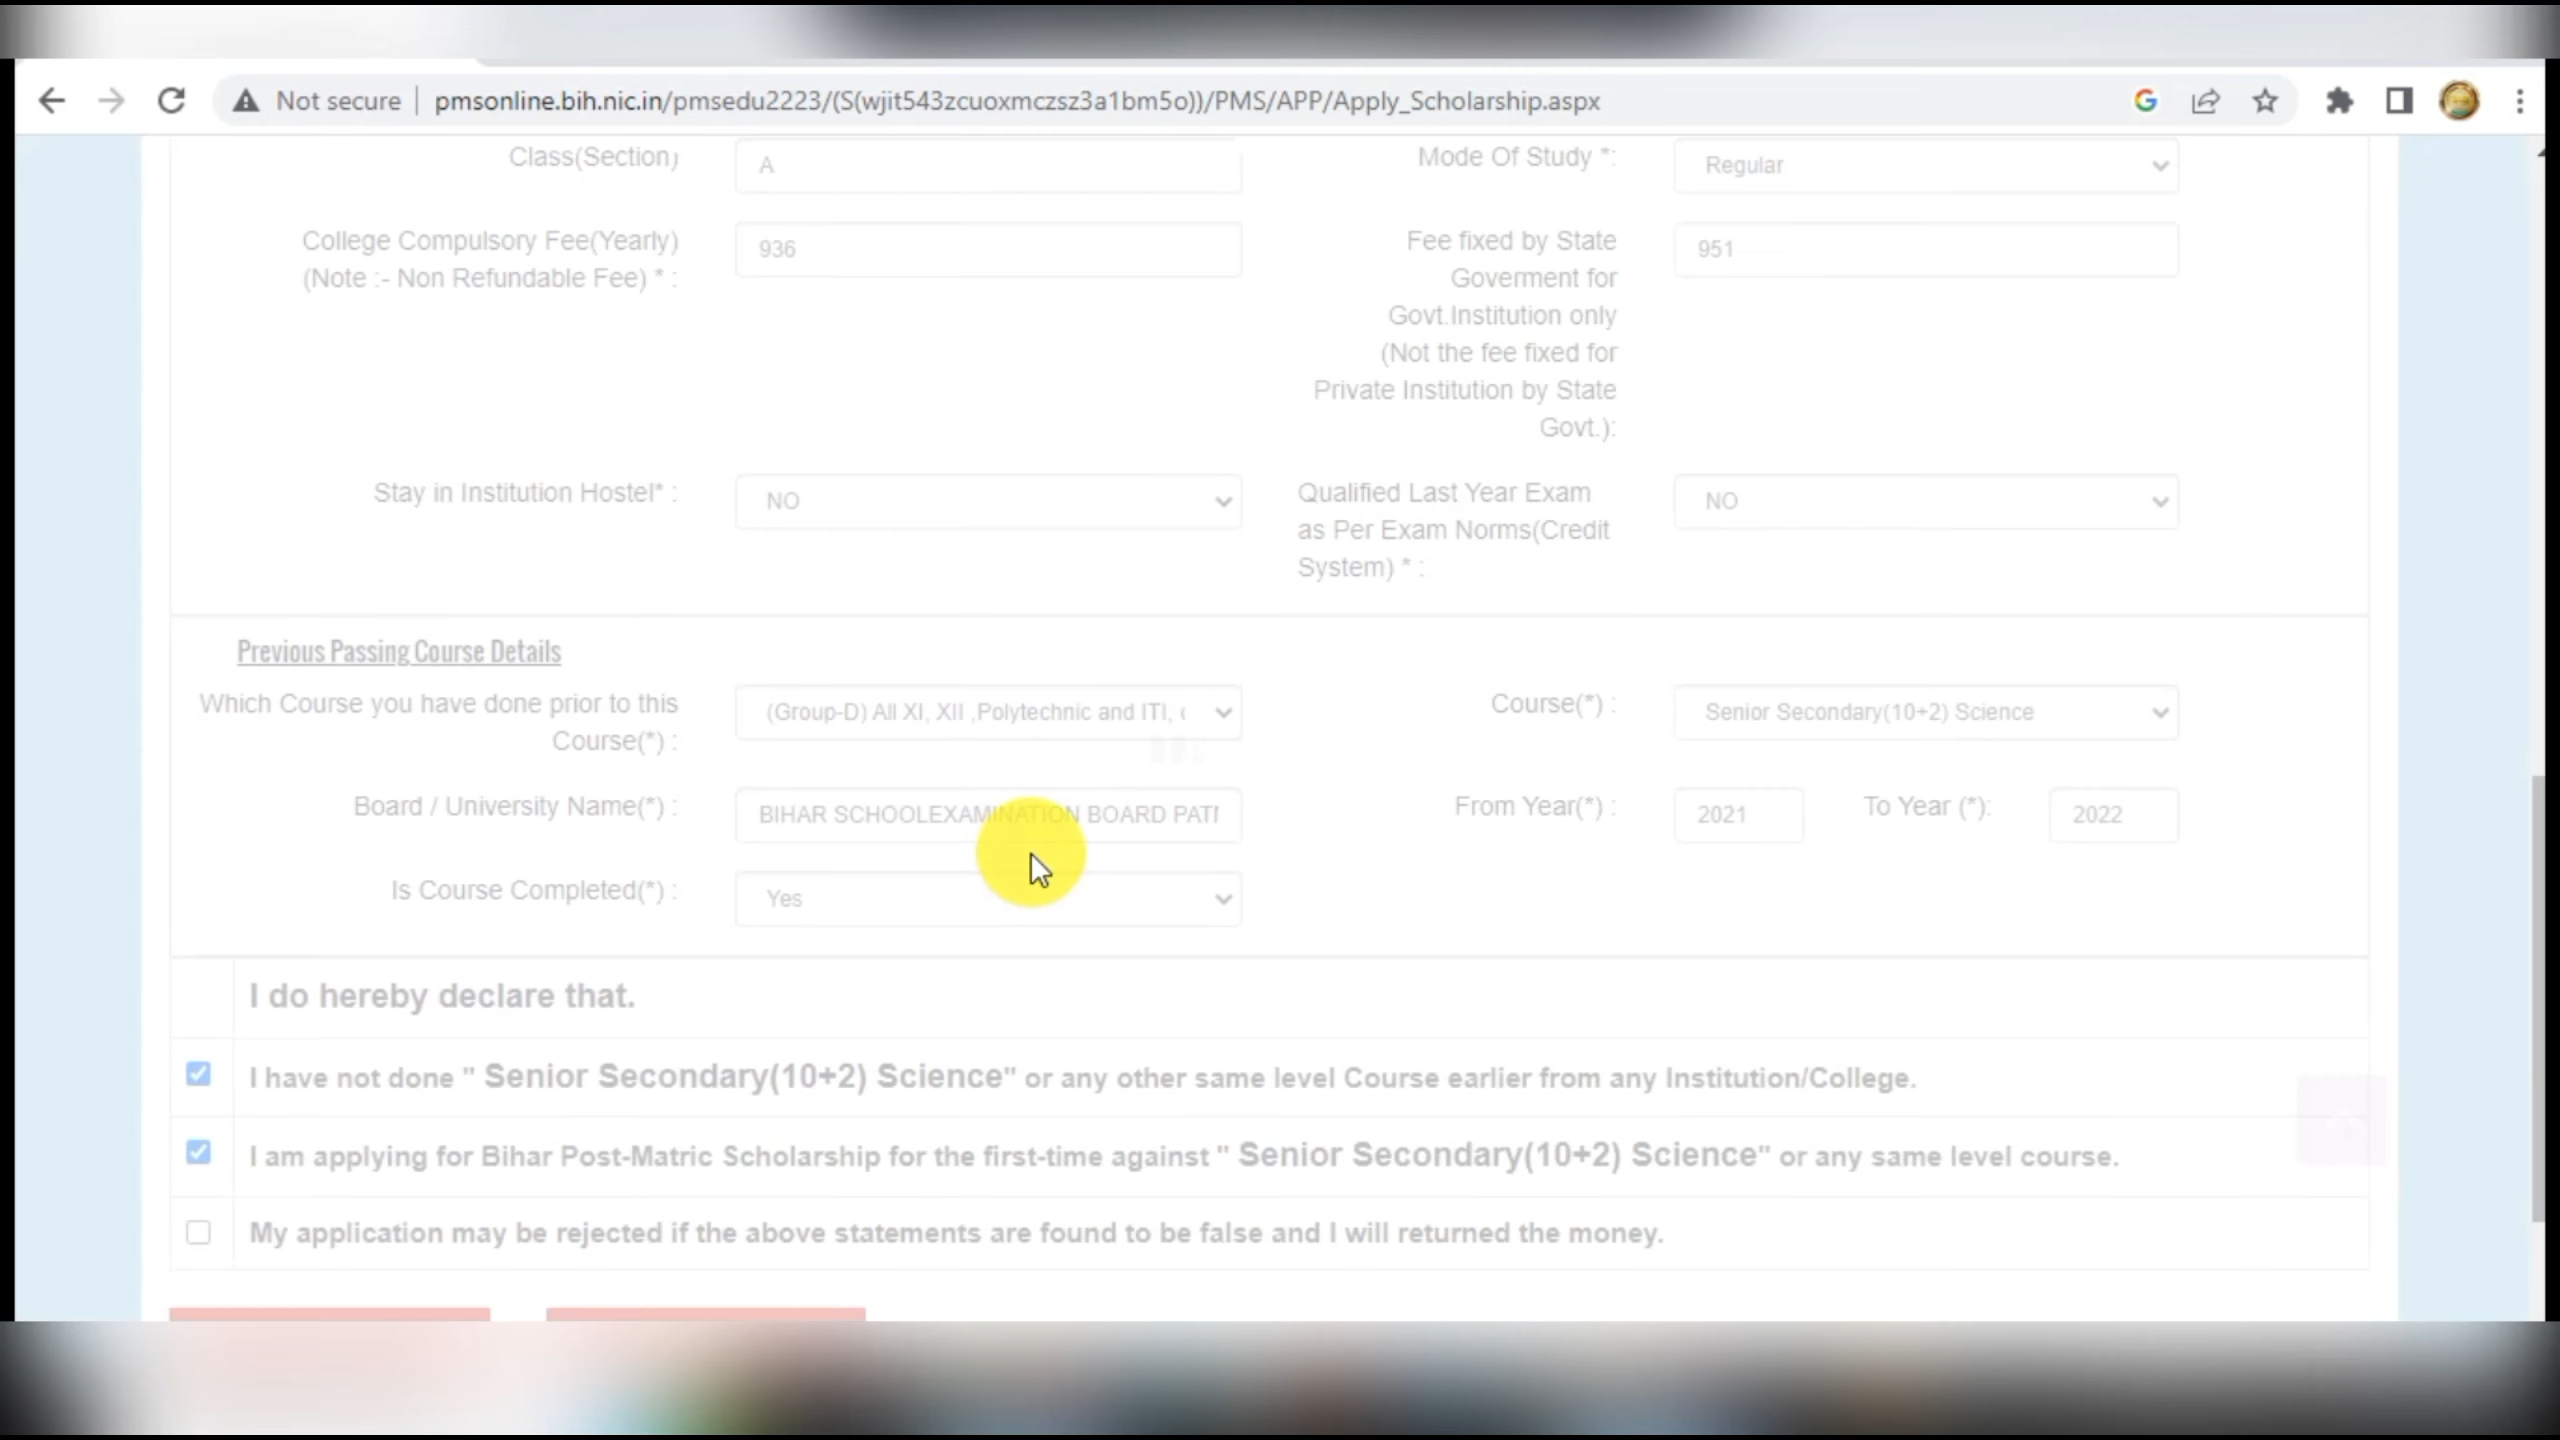 Not secure pmsonline.bih.nic.in/pmsedu2223/(S(wjit543zcuoxmczsz3a1bm5o))/PMS/APP/Apply_Scholarship.aspx
Class(Section) A Mode Of Study *: Regular
College Compulsory Fee(Yearly) 936 Fee fixed by State 951
(Note :- Non Refundable Fee) * : Goverment for
Govt.Institution only
(Not the fee fixed for
Private Institution by State
Govt.):
Stay in Institution Hostel* : NO Qualified Last Year Exam NO
as Per Exam Norms(Credit
System) * :
Previous Passing Course Details
Which Course you have done prior to this (Group-D) All XI, XII ,Polytechnic and ITI, Course(*) : Senior Secondary(10+2) Science
Course(*) :
Board / University Name(*) : BIHAR SCHOOLEXAMINATION BOARD From Year(*) : 2021 To Year (*): 2022
Is Course Completed(*) : Yes
I do hereby declare that.
I have not done " Senior Secondary(10+2) Science" or any other same level Course earlier from any Institution/College.
I am applying for Bihar Post-Matric Scholarship for the first-time against " Senior Secondary(10+2) Science" or any same level course.
My application may be rejected if the above statements are found to be false and I will returned the money.